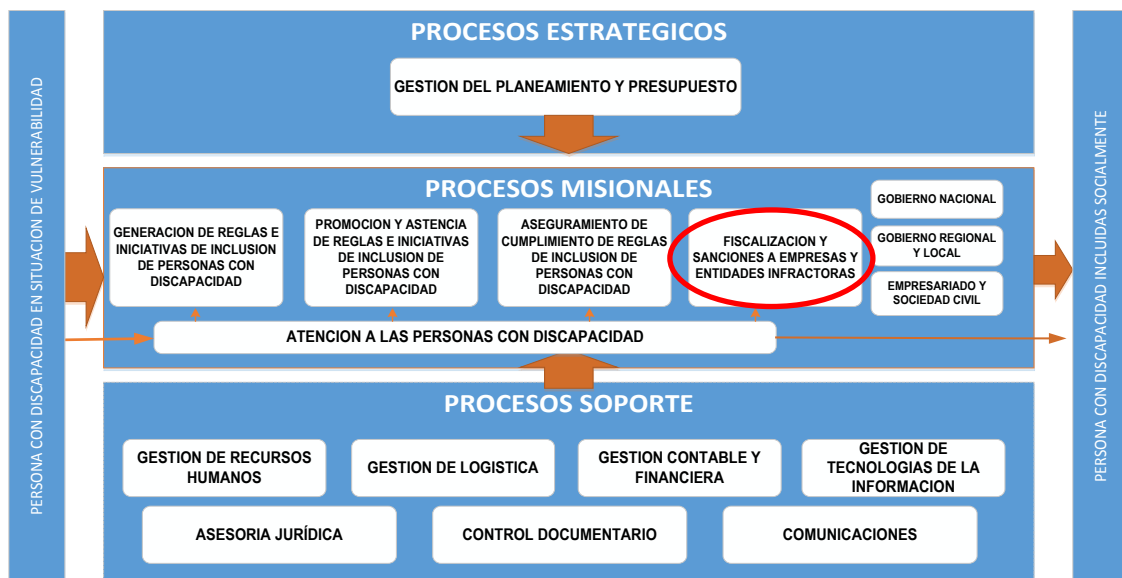 PERSONA CON DISCAPACIDAD EN SITUACION DE VULNERABILIDAD
PROCESOS ESTRATEGICOS
GESTION DEL PLANEAMIENTO Y PRESUPUESTO
PROCESOS MISIONALES
GENERACION DE REGLAS E
INICIATIVAS DE INCLUSION
DE PERSONAS CON
DISCAPACIDAD
PROMOCION Y ASTENCIA
DE REGLAS E INICIATIVAS
DE INCLUSION DE
PERSONAS CON
DISCAPACIDAD
ASEGURAMIENTO DE
CUMPLIMIENTO DE REGLAS
DE INCLUSION DE
PERSONAS CON
DISCAPACIDAD
FISCALIZACION Y
SANCIONES A EMPRESAS Y
ENTIDADES INFRACTORAS
GOBIERNO NACIONAL
GOBIERNO REGIONAL
Y LOCAL
EMPRESARIADO Y
SOCIEDAD CIVIL
ATENCION A LAS PERSONAS CON DISCAPACIDAD
PROCESOS SOPORTE
GESTION DE RECURSOS
HUMANOS
GESTION DE LOGISTICA
GESTION CONTABLE Y
FINANCIERA
GESTION DE
TECNOLOGIAS DE LA
INFORMACION
ASESORIA JURÍDICA
CONTROL DOCUMENTARIO
COMUNICACIONES
PERSONA CON DISCAPACIDAD INCLUIDAS SOCIALMENTE